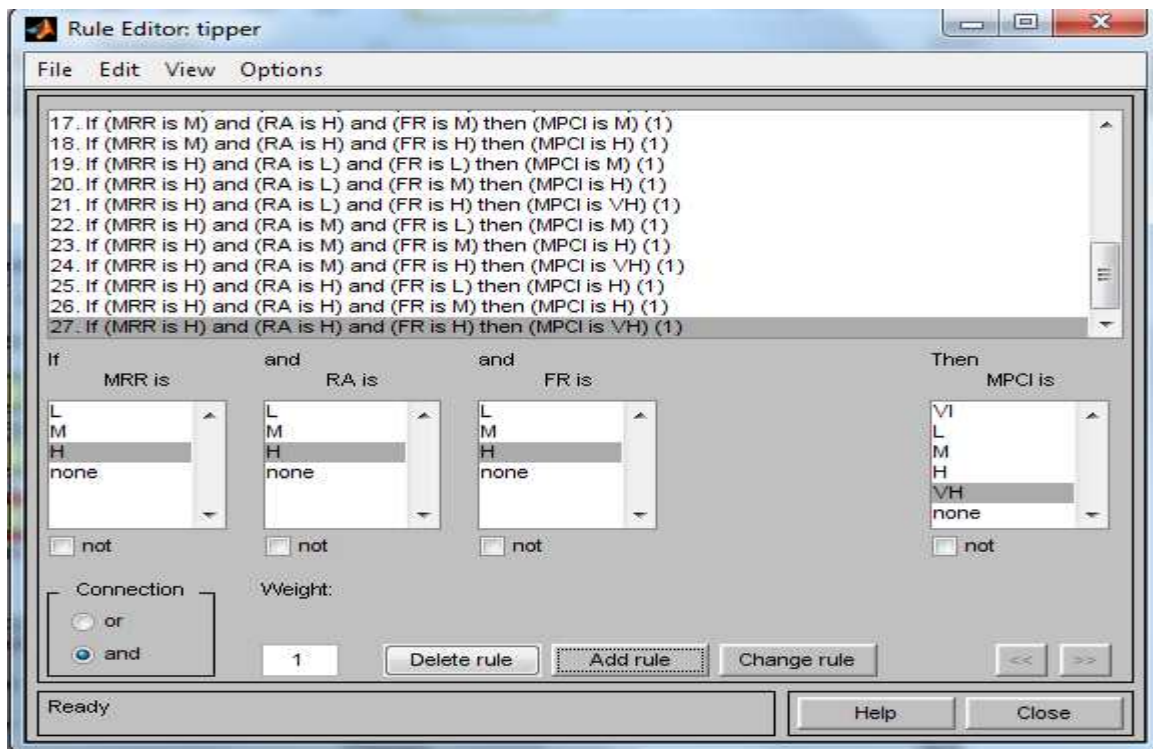 Rule Editor: tipper
File Edit View Options
17. If (MRR is M) and (RA is H) and (FR is M) then (MPCI is M) (1)
18. If (MRR is M) and (RA is H) and (FR is H) then (MPCI is H) (1)
19. If (MRR is H) and (RA is L) and (FR is L) then (MPCI is M) (1)
20. If (MRR is H) and (RA is L) and (FR is M) then (MPCI is H) (1)
21. If (MRR is H) and (RA is L) and (FR is H) then (MPCI is VH) (1)
22. If (MRR is H) and (RA is M) and (FR is L) then (MPCI is M) (1)
23. If (MRR is H) and (RA is M) and (FR is M) then (MPCI is H) (1)
24. If (MRR is H) and (RA is M) and (FR is H) then (MPCI is VH) (1)
25. If (MRR is H) and (RA is H) and (FR is L) then (MPCI is H) (1)
26. If (MRR is H) and (RA is H) and (FR is M) then (MPCI is H) (1)
27. If (MRR is H) and (RA is H) and (FR is H) then (MPCI is VH) (1)
If and and Then
MRR is RA is FR is MPCI is
L L L VI
M M M L
H H H M
none none none H
VH
none
not not not not
Connection Weight:
or
and 1 Delete rule Add rule Change rule << >>
Ready Help Close